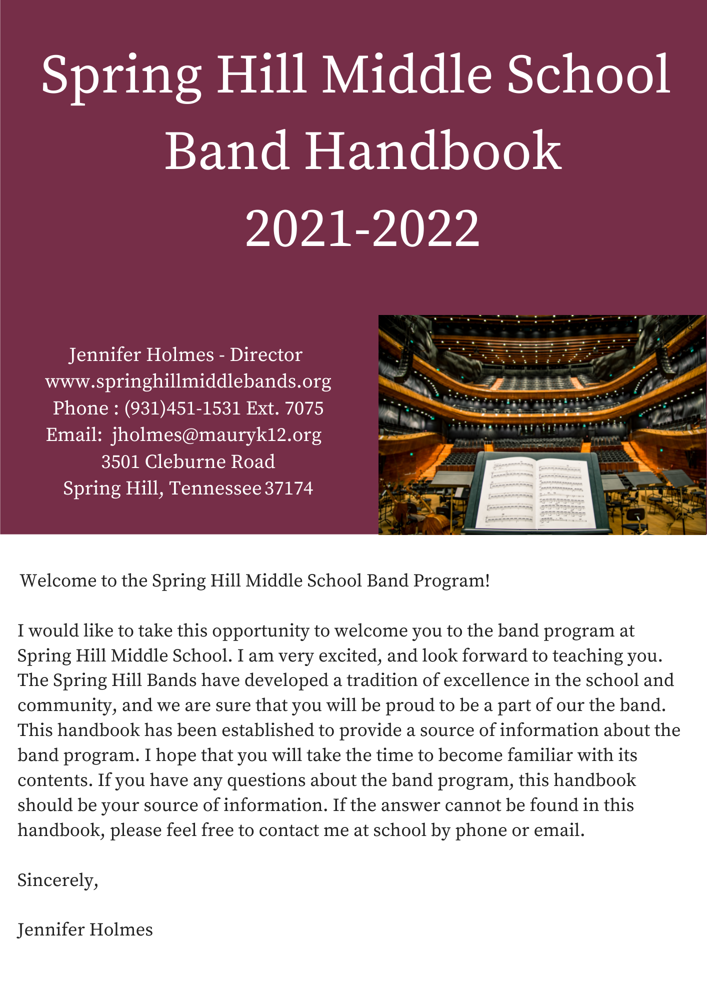 Spring Hill Middle School
Band Handbook
2021-2022
Jennifer Holmes - Director
www.springhillmiddlebands.org
Phone : (931)451-1531 Ext. 7075
Email:  jholmes@mauryk12.org
3501 Cleburne Road
Spring Hill, Tennessee 37174
Welcome to the Spring Hill Middle School Band Program!
I would like to take this opportunity to welcome you to the band program at
Spring Hill Middle School. I am very excited, and look forward to teaching you.
The Spring Hill Bands have developed a tradition of excellence in the school and
community, and we are sure that you will be proud to be a part of our the band.
This handbook has been established to provide a source of information about the
band program. I hope that you will take the time to become familiar with its
contents. If you have any questions about the band program, this handbook
should be your source of information. If the answer cannot be found in this
handbook, please feel free to contact me at school by phone or email.
Sincerely,
Jennifer Holmes